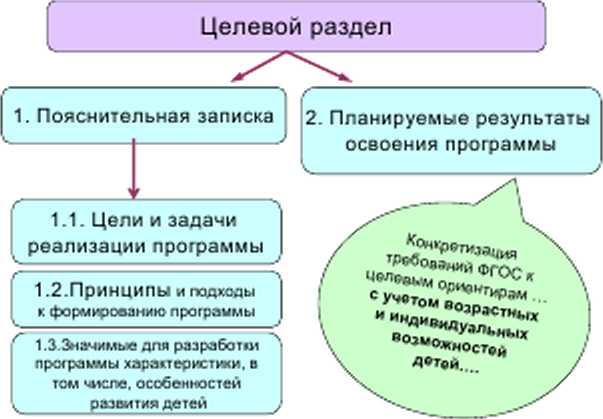 Целевой раздел
1. Пояснительная записка
2. Планируемые результаты
освоения программы
1.1. Цели и задачи
реализации программы
1.2.Принципы и подходы
к формированию программы
1.3.Значимые для разработки
программы характеристики, в
том числе, особенностей
развития детей
Конкретизация
требований ФГОС к
целевым ориентирам ...
с учетом возрастных
и индивидуальных
возможностей
детей....